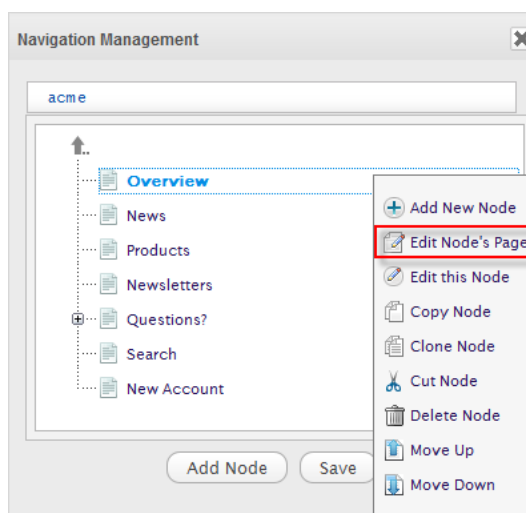 Navigation Management
acme
Overview
News
Products
Newsletters
Questions?
Search
New Account
Add New Node
Edit Node's Page
Edit this Node
Copy Node
Clone Node
Cut Node
Delete Node
Move Up
Move Down
Add Node
Save